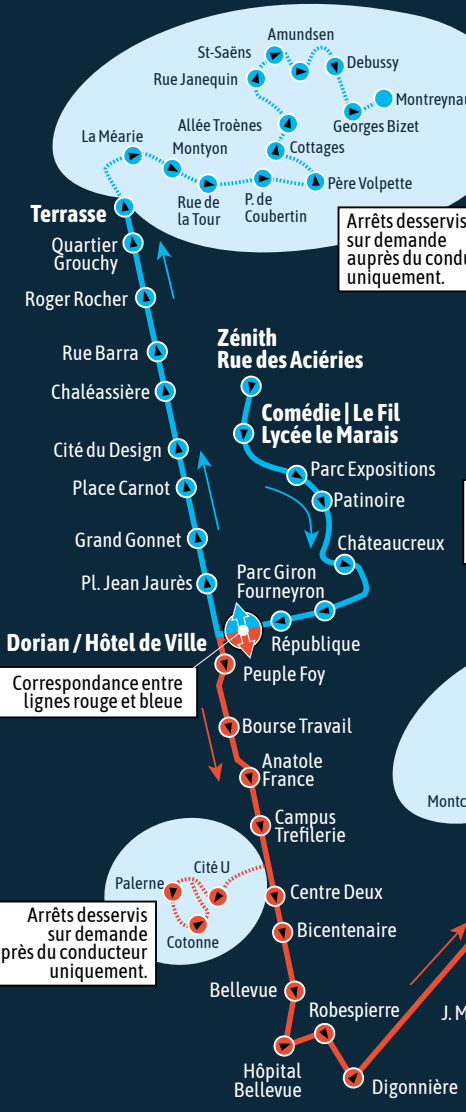 Amundsen
St-Saëns
Debussy
Rue Janequin
Georges Bizet
Allée Troènes
La Méarie
Montyon
Cottages
Rue de
la Tour
P. de
Coubertin
Père Volpette
Terrasse
Arrêts desservis
sur demande
auprès du
uniquement.
Quartier
Grouchy
Roger Rocher
Rue Barra
Chaléassière
Cité du Design
Place Carnot
Grand Gonnet
Pl. Jean Jaurès
Zénith
Rue des Aciéries
Comédie | Le Fil
Lycée le Marais
Parc Expositions
Patinoire
Châteaucreux
Parc Giron
Fourneyron
République
Dorian / Hôtel de Ville
Correspondance entre
lignes rouge et bleue
Peuple Foy
Bourse Travail
Anatole
France
Campus
Trefilerie
Cité U
Palerne
Cotonne
Arrêts desservis
sur demande
du conducteur
uniquement.
Centre Deux
Bicentenaire
Bellevue
Robespierre
Hôpital
Bellevue
Digonnière
J.